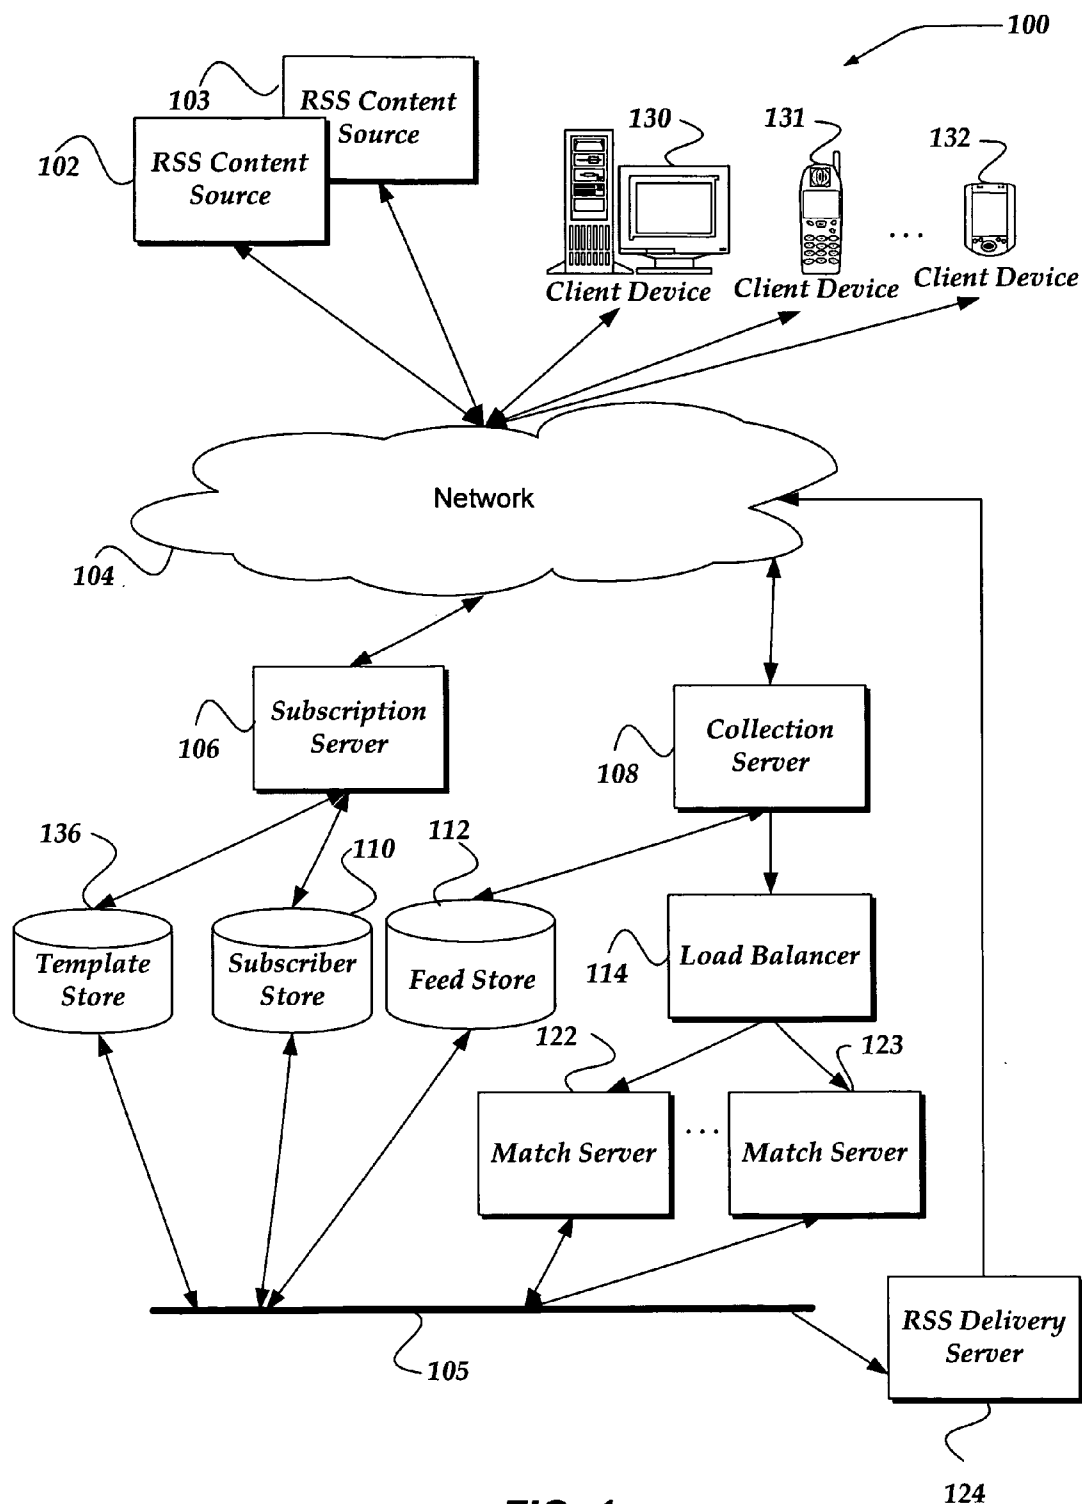 100
103
RSS Content
Source
102
RSS Content
Source
130
131
132
...
Client Device
Client Device
Client Device
Network
104
Subscription
Server
106
Collection
Server
108
136
110
112
Template
Store
Subscriber
Store
Feed Store
Load Balancer
114
122
123
Match Server
...
Match Server
105
RSS Delivery
Server
124